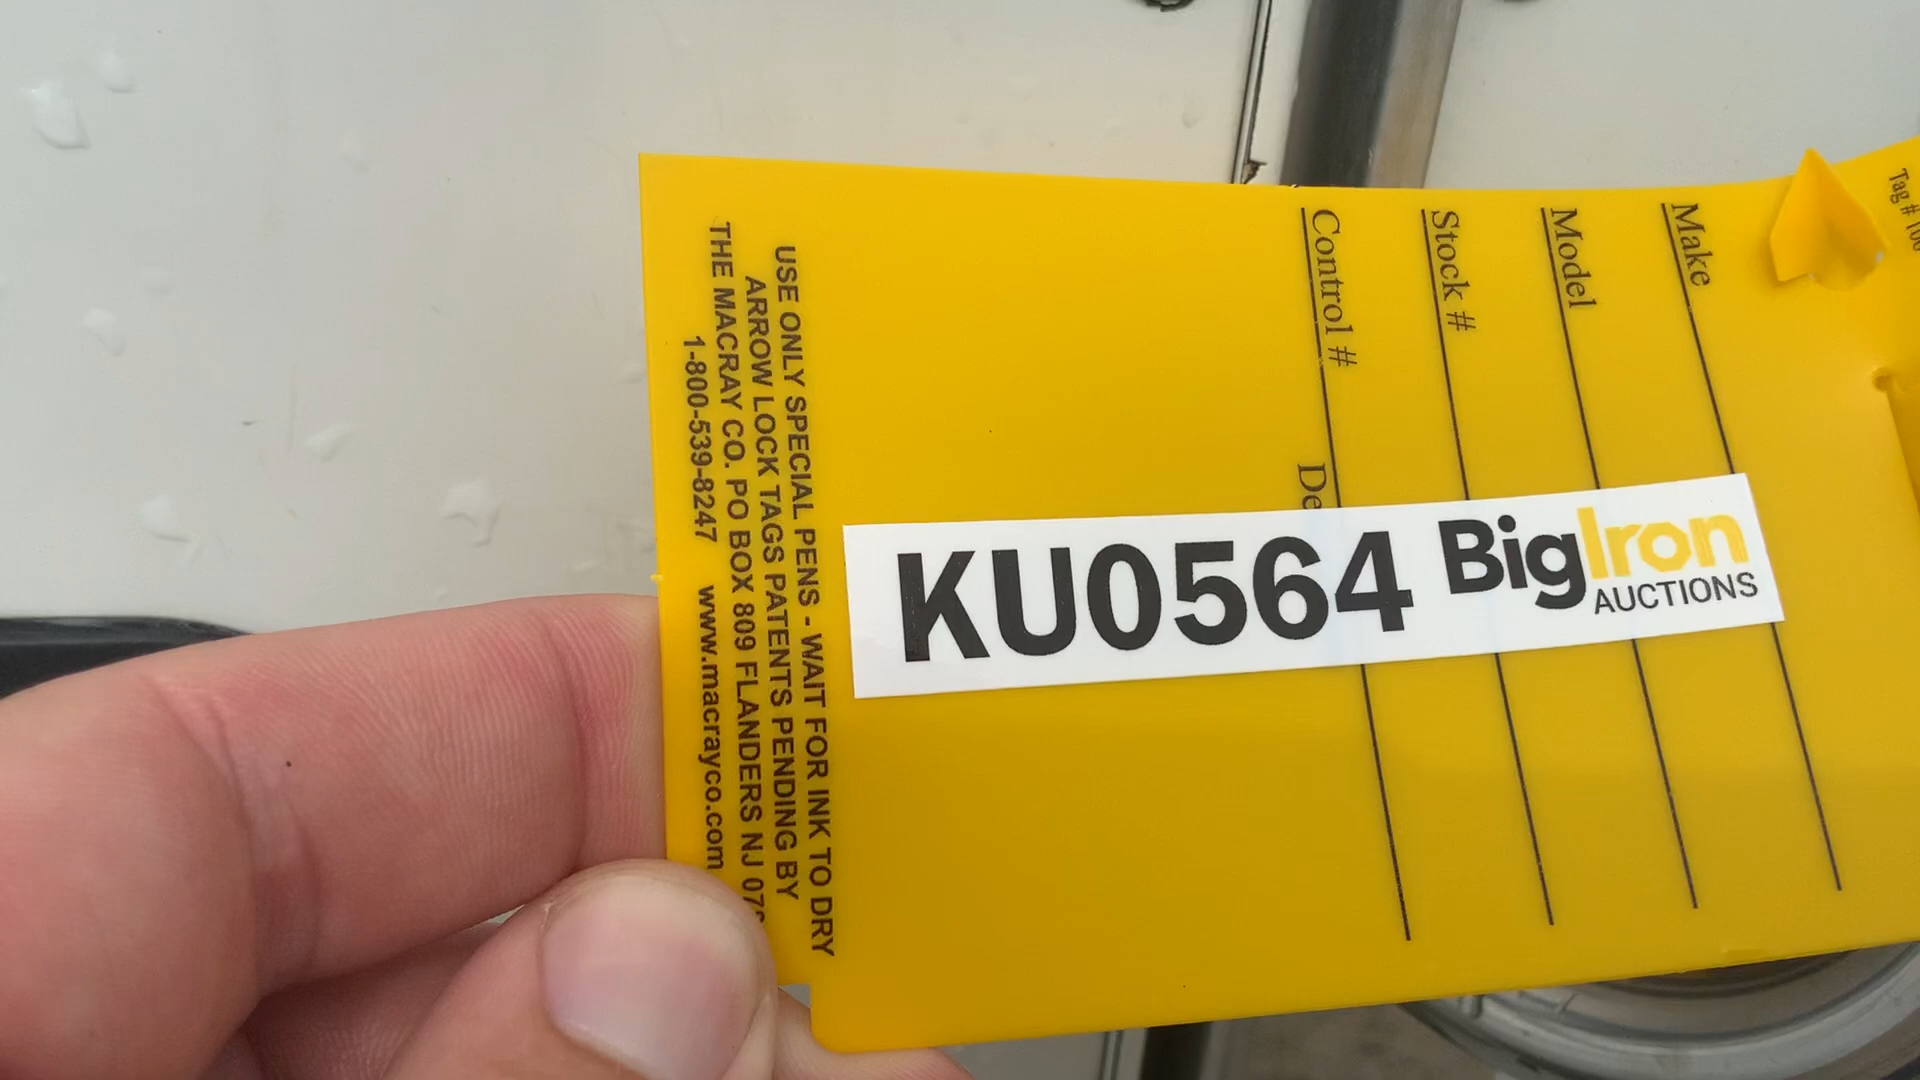 KU0564 BigIron
AUCTIONS
Tag #
Make
Model
Stock #
Control #
USE ONLY SPECIAL PENS - WAIT FOR INK TO DRY
ARROW LOCK TAGS PATENTS PENDING BY
THE MACRAY CO. PO BOX 809 FLANDERS NJ
1-800-539-8247 www.macrayco.com